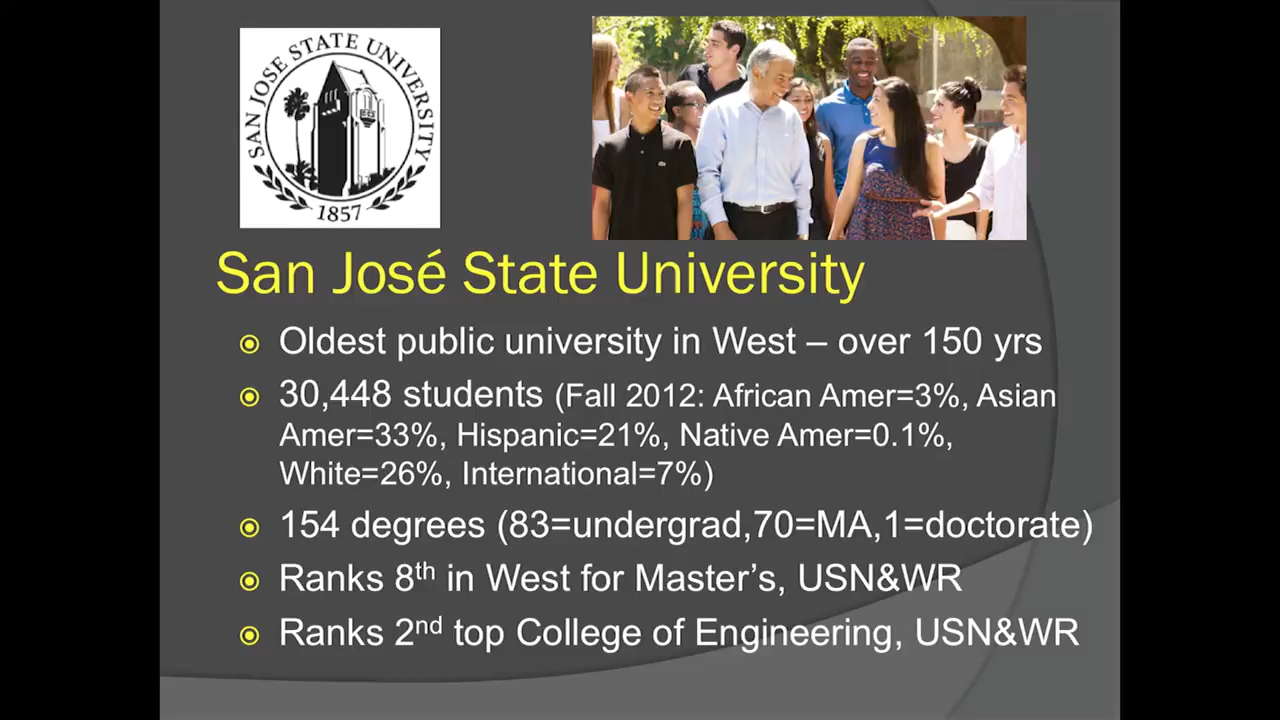 SAN JOSE STATE UNIVERSITY
1857
San José State University
Oldest public university in West – over 150 yrs
30,448 students (Fall 2012: African Amer=3%, Asian
Amer=33%, Hispanic=21%, Native Amer=0.1%,
White=26%, International=7%)
154 degrees (83=undergrad,70=MA,1=doctorate)
Ranks 8th in West for Master's, USN&WR
Ranks 2nd top College of Engineering, USN&WR